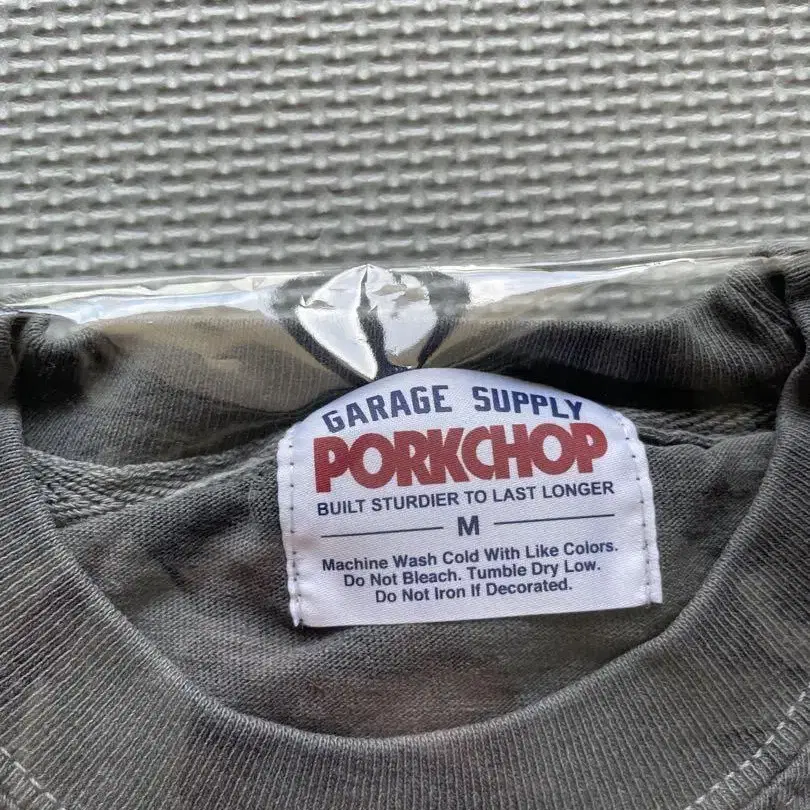 GARAGE SUPPLY
PORKCHOP
BUILT STURDIER TO LAST LONGER
M
Machine Wash Cold With Like Colors.
Do Not Bleach. Tumble Dry Low.
Do Not Iron If Decorated.